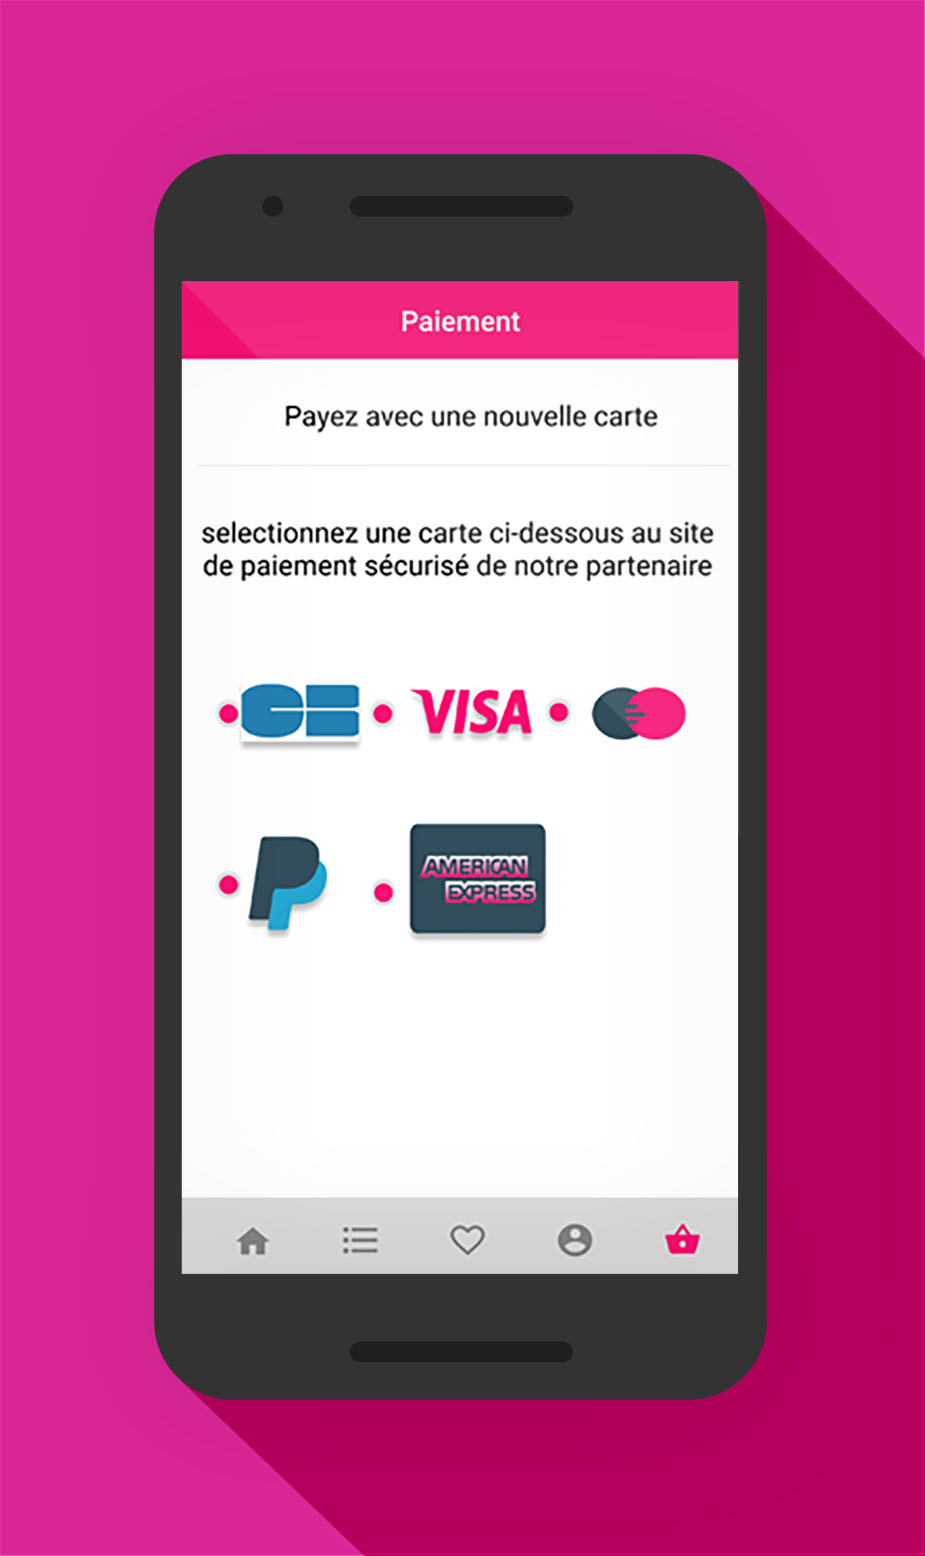 Paiement
Payez avec une nouvelle carte
selectionnez une carte ci-dessous au site
de paiement sécurisé de notre partenaire
CB VISA
P AMERICAN
EXPRESS